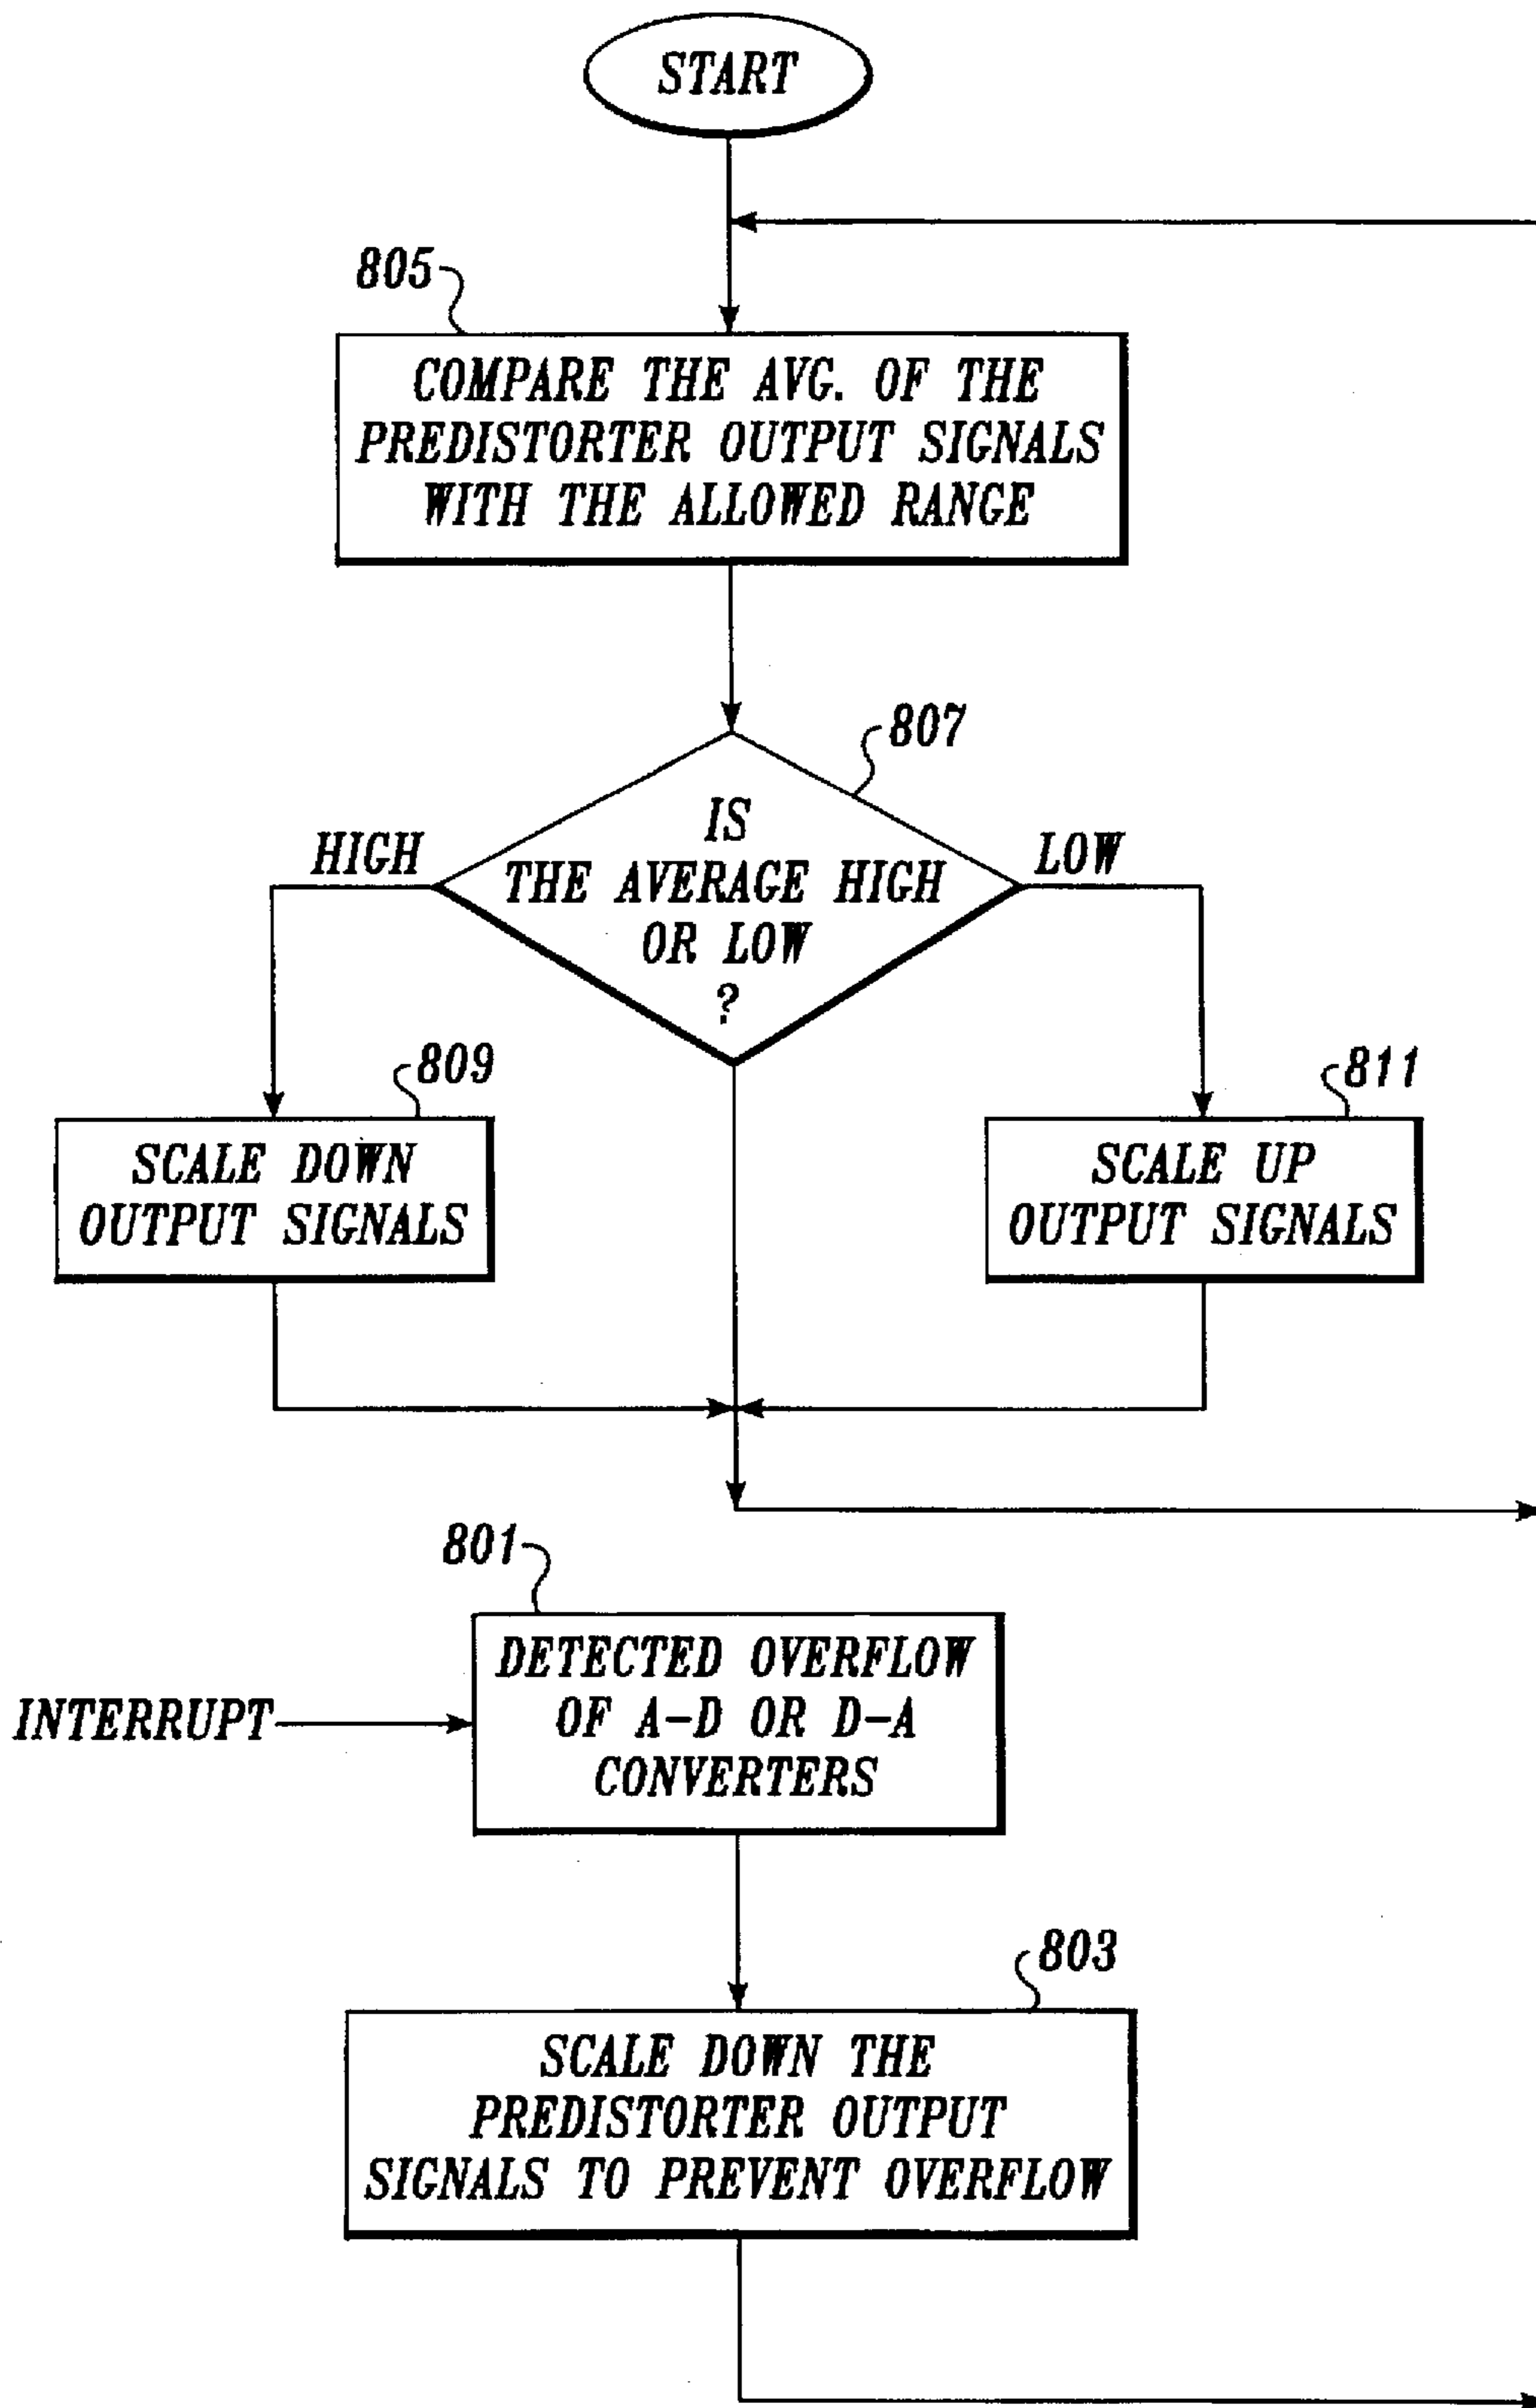 START
805
COMPARE THE AVG. OF THE
PREDISTORTER OUTPUT SIGNALS
WITH THE ALLOWED RANGE
807
IS
THE AVERAGE HIGH
OR LOW
?
HIGH
LOW
809
SCALE DOWN
OUTPUT SIGNALS
811
SCALE UP
OUTPUT SIGNALS
801
DETECTED OVERFLOW
OF A-D OR D-A
CONVERTERS
INTERRUPT
803
SCALE DOWN THE
PREDISTORTER OUTPUT
SIGNALS TO PREVENT OVERFLOW